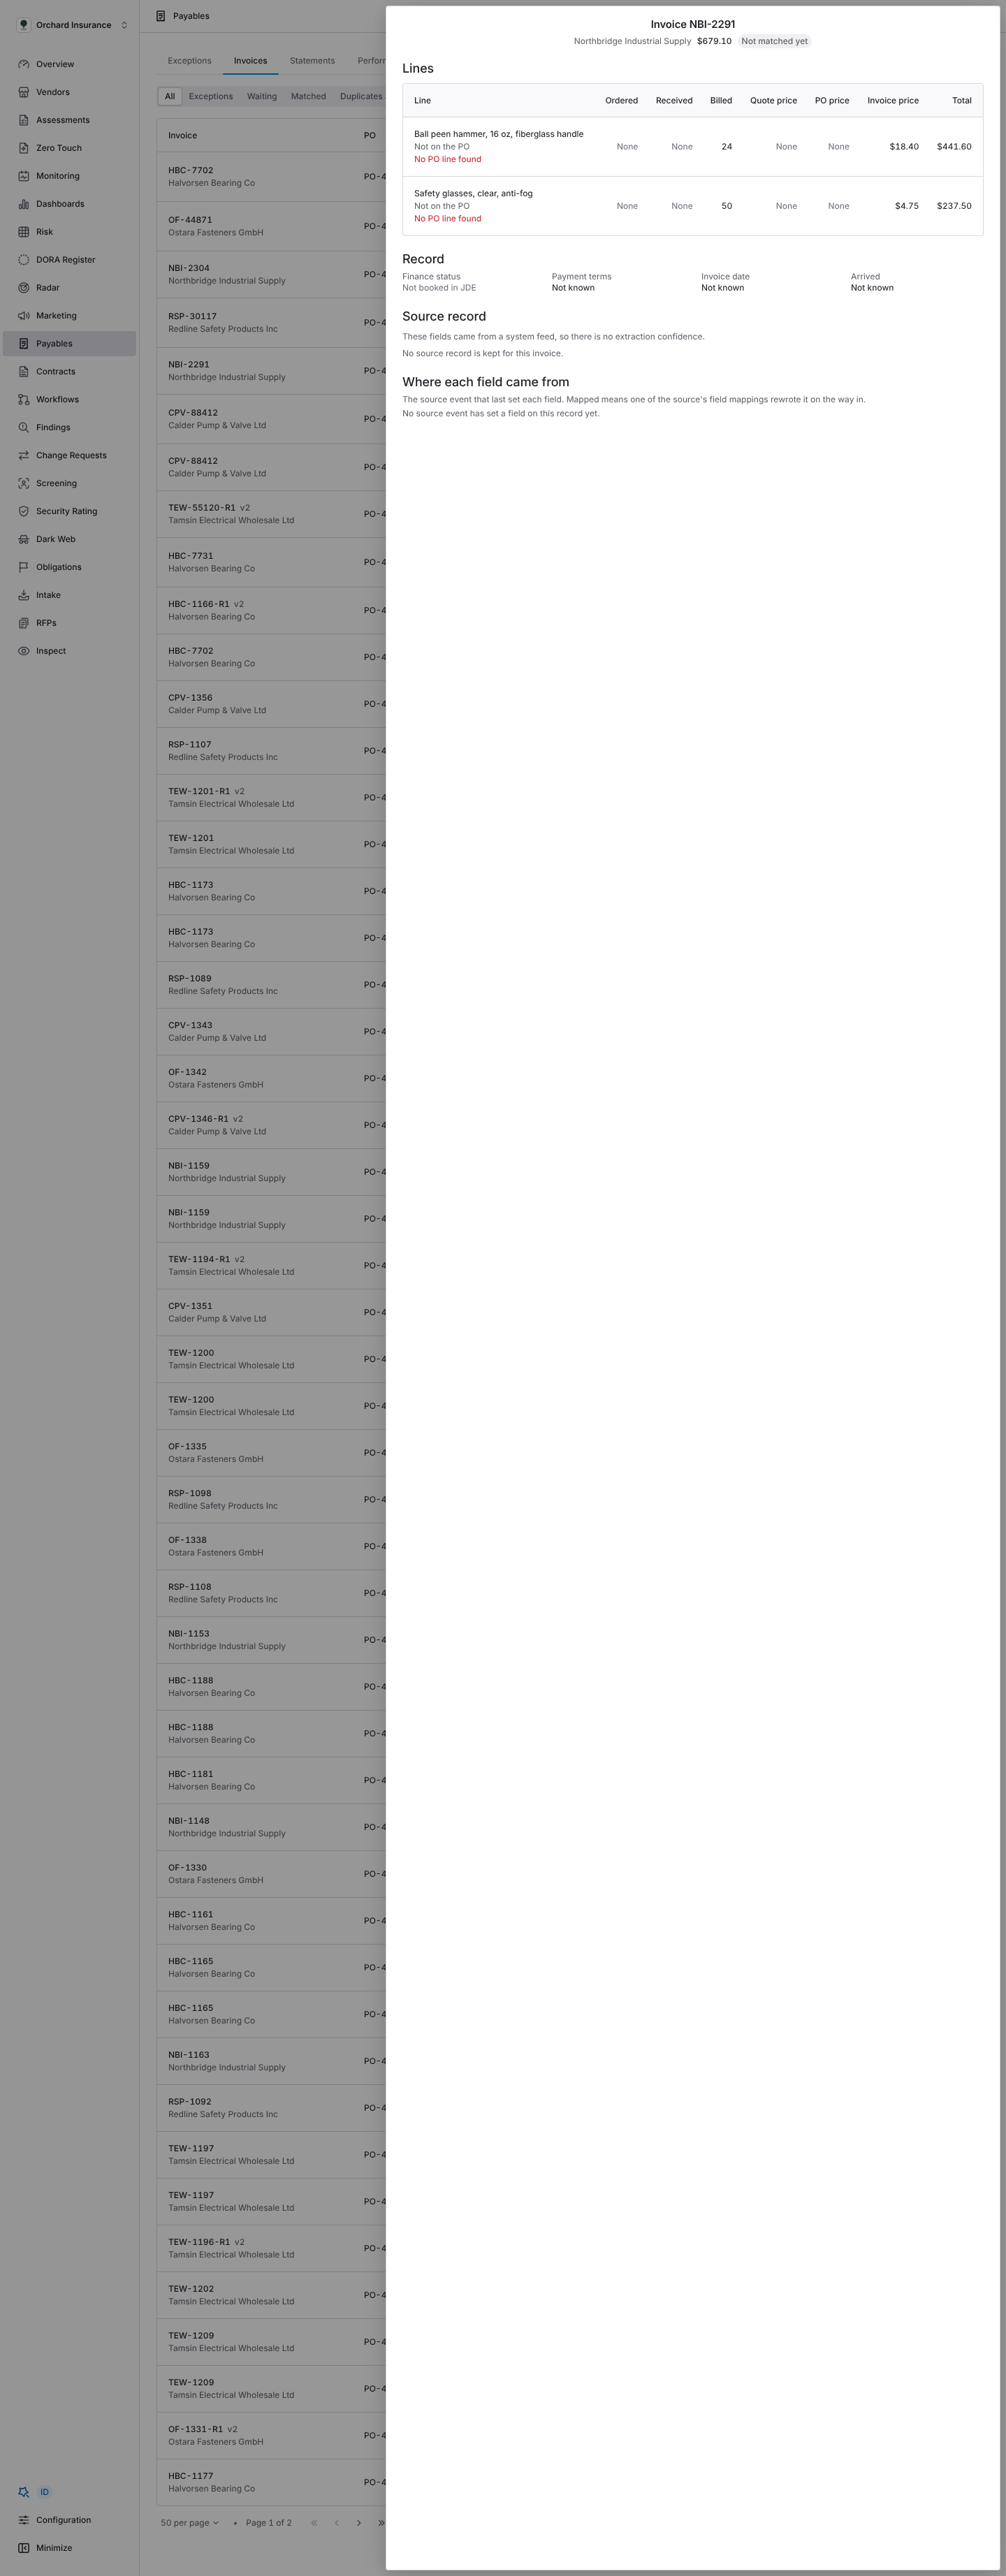 Orchard Insurance
Overview
Vendors
Assessments
Zero Touch
Monitoring
Dashboards
Risk
DORA Register
Radar
Marketing
Payables
Contracts
Workflows
Findings
Change Requests
Screening
Security Rating
Dark Web
Obligations
Intake
RFPs
Inspect
ID
Configuration
Minimize
Payables
Exceptions Invoices Statements
All Exceptions Waiting Matched Duplicates
Invoice PO
HBC-7702
Halvorsen Bearing Co
OF-44871
Ostara Fasteners GmbH
NBI-2304
Northbridge Industrial Supply
RSP-30117
Redline Safety Products Inc
NBI-2291
Northbridge Industrial Supply
CPV-88412
Calder Pump & Valve Ltd
CPV-88412
Calder Pump & Valve Ltd
TEW-55120-R1 v2
Tamsin Electrical Wholesale Ltd
HBC-7731
Halvorsen Bearing Co
HBC-1166-R1 v2
Halvorsen Bearing Co
HBC-7702
Halvorsen Bearing Co
CPV-1356
Calder Pump & Valve Ltd
RSP-1107
Redline Safety Products Inc
TEW-1201-R1 v2
Tamsin Electrical Wholesale Ltd
TEW-1201
Tamsin Electrical Wholesale Ltd
HBC-1173
Halvorsen Bearing Co
HBC-1173
Halvorsen Bearing Co
RSP-1089
Redline Safety Products Inc
CPV-1343
Calder Pump & Valve Ltd
OF-1342
Ostara Fasteners GmbH
CPV-1346-R1 v2
Calder Pump & Valve Ltd
NBI-1159
Northbridge Industrial Supply
NBI-1159
Northbridge Industrial Supply
TEW-1194-R1 v2
Tamsin Electrical Wholesale Ltd
CPV-1351
Calder Pump & Valve Ltd
TEW-1200
Tamsin Electrical Wholesale Ltd
TEW-1200
Tamsin Electrical Wholesale Ltd
OF-1335
Ostara Fasteners GmbH
RSP-1098
Redline Safety Products Inc
OF-1338
Ostara Fasteners GmbH
RSP-1108
Redline Safety Products Inc
NBI-1153
Northbridge Industrial Supply
HBC-1188
Halvorsen Bearing Co
HBC-1188
Halvorsen Bearing Co
HBC-1181
Halvorsen Bearing Co
NBI-1148
Northbridge Industrial Supply
OF-1330
Ostara Fasteners GmbH
HBC-1161
Halvorsen Bearing Co
HBC-1165
Halvorsen Bearing Co
HBC-1165
Halvorsen Bearing Co
NBI-1163
Northbridge Industrial Supply
RSP-1092
Redline Safety Products Inc
TEW-1197
Tamsin Electrical Wholesale Ltd
TEW-1197
Tamsin Electrical Wholesale Ltd
TEW-1196-R1 v2
Tamsin Electrical Wholesale Ltd
TEW-1202
Tamsin Electrical Wholesale Ltd
TEW-1209
Tamsin Electrical Wholesale Ltd
TEW-1209
Tamsin Electrical Wholesale Ltd
OF-1331-R1 v2
Ostara Fasteners GmbH
HBC-1177
Halvorsen Bearing Co
50 per page • Page 1 of 2
Invoice NBI-2291
Northbridge Industrial Supply $679.10 Not matched yet
Lines
Line Ordered Received Billed Quote price PO price Invoice price Total
Ball peen hammer, 16 oz, fiberglass handle
Not on the PO None None 24 None None $18.40 $441.60
No PO line found
Safety glasses, clear, anti-fog
Not on the PO None None 50 None None $4.75 $237.50
No PO line found
Record
Finance status Payment terms Invoice date Arrived
Not booked in JDE Not known Not known Not known
Source record
These fields came from a system feed, so there is no extraction confidence.
No source record is kept for this invoice.
Where each field came from
The source event that last set each field. Mapped means one of the source's field mappings rewrote it on the way in.
No source event has set a field on this record yet.